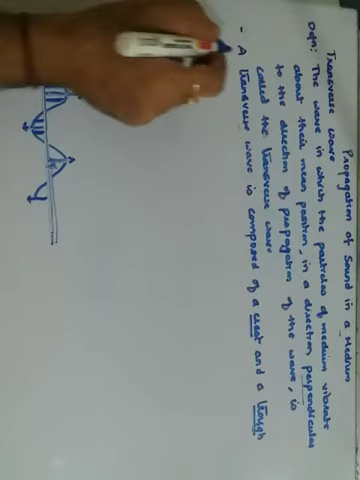 Propagation of Sound in a Medium
Transverse wave
Defn: The wave in which the particles of medium vibrate
about their mean position, in a direction perpendicular
to the direction of propagation of the wave, is
called the transverse wave
- A transverse wave is composed of a crest and a trough
A